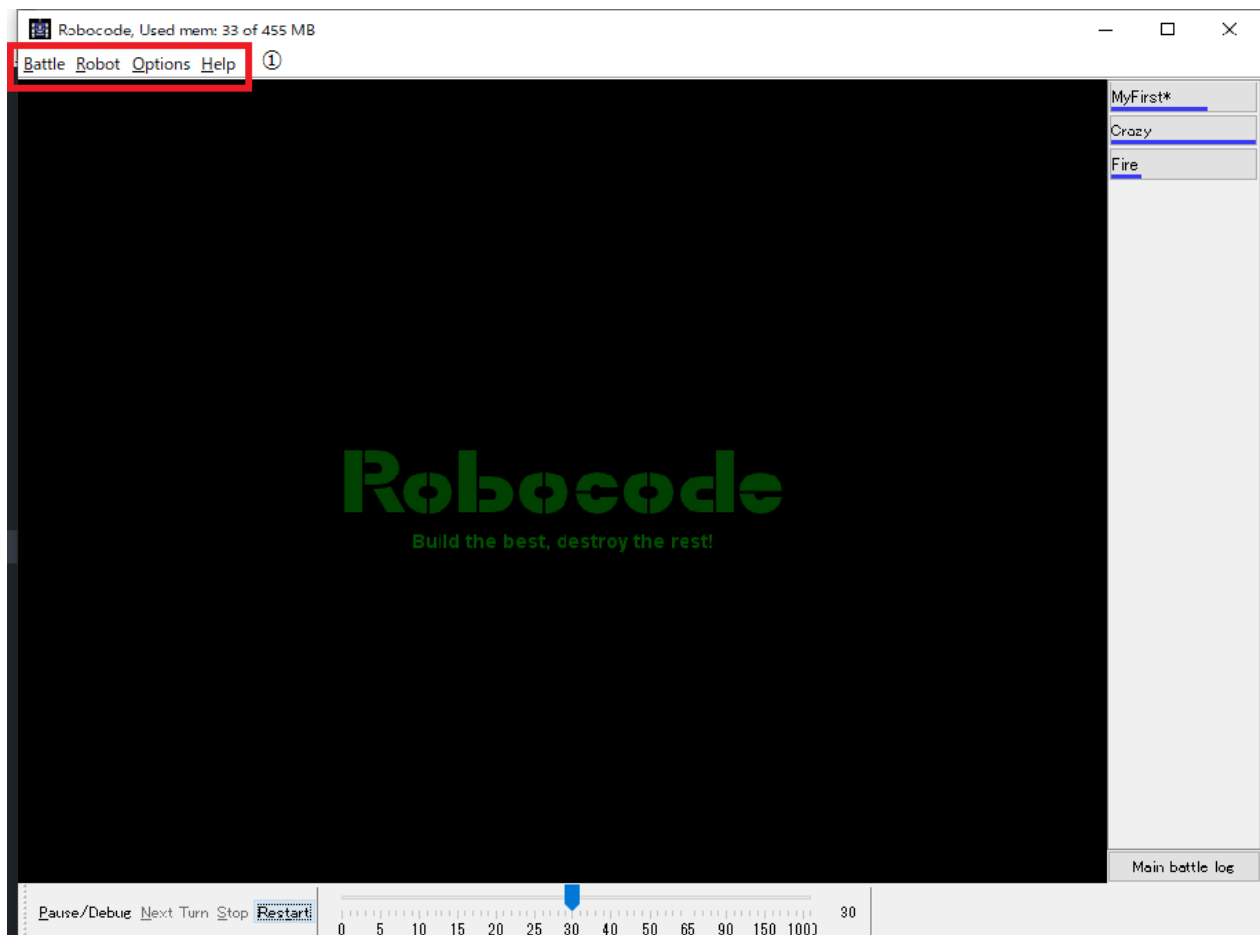 Robocode, Used mem: 33 of 455 MB
Battle Robot Options Help ①
MyFirst*
Crazy
Fire
Robocode
Build the best, destroy the rest!
Main battle log
Pause/Debug Next Turn Stop Restart 30
0 5 10 15 20 25 30 40 50 65 90 150 1000